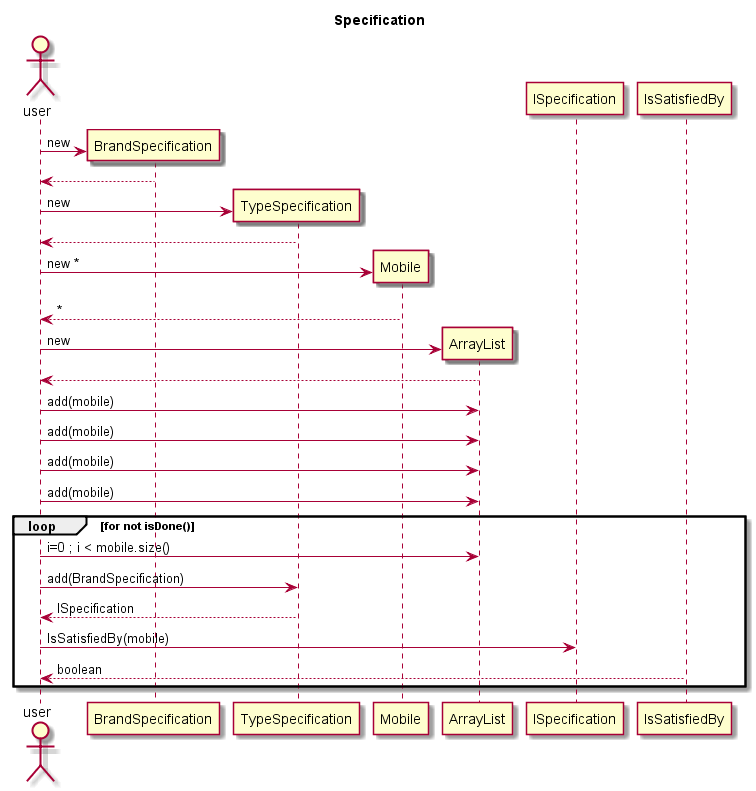 Specification
user
ISpecification
IsSatisfiedBy
new
BrandSpecification
new
TypeSpecification
new *
Mobile
*
new
ArrayList
add(mobile)
add(mobile)
add(mobile)
add(mobile)
loop [for not isDone()]
i=0 ; i < mobile.size()
add(BrandSpecification)
ISpecification
IsSatisfiedBy(mobile)
boolean
user
BrandSpecification
TypeSpecification
Mobile
ArrayList
ISpecification
IsSatisfiedBy